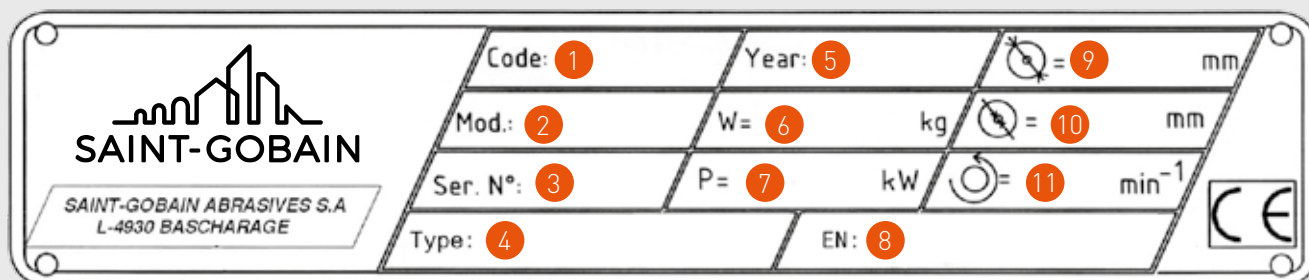 SAINT-GOBAIN
SAINT-GOBAIN ABRASIVES S.A
L-4930 BASCHARAGE
Code: 1 Year: 5 = 9 mm
Mod.: 2 W= 6 kg = 10 mm
Ser. N°: 3 P= 7 kW = 11 min⁻¹
Type: 4 EN: 8
CE